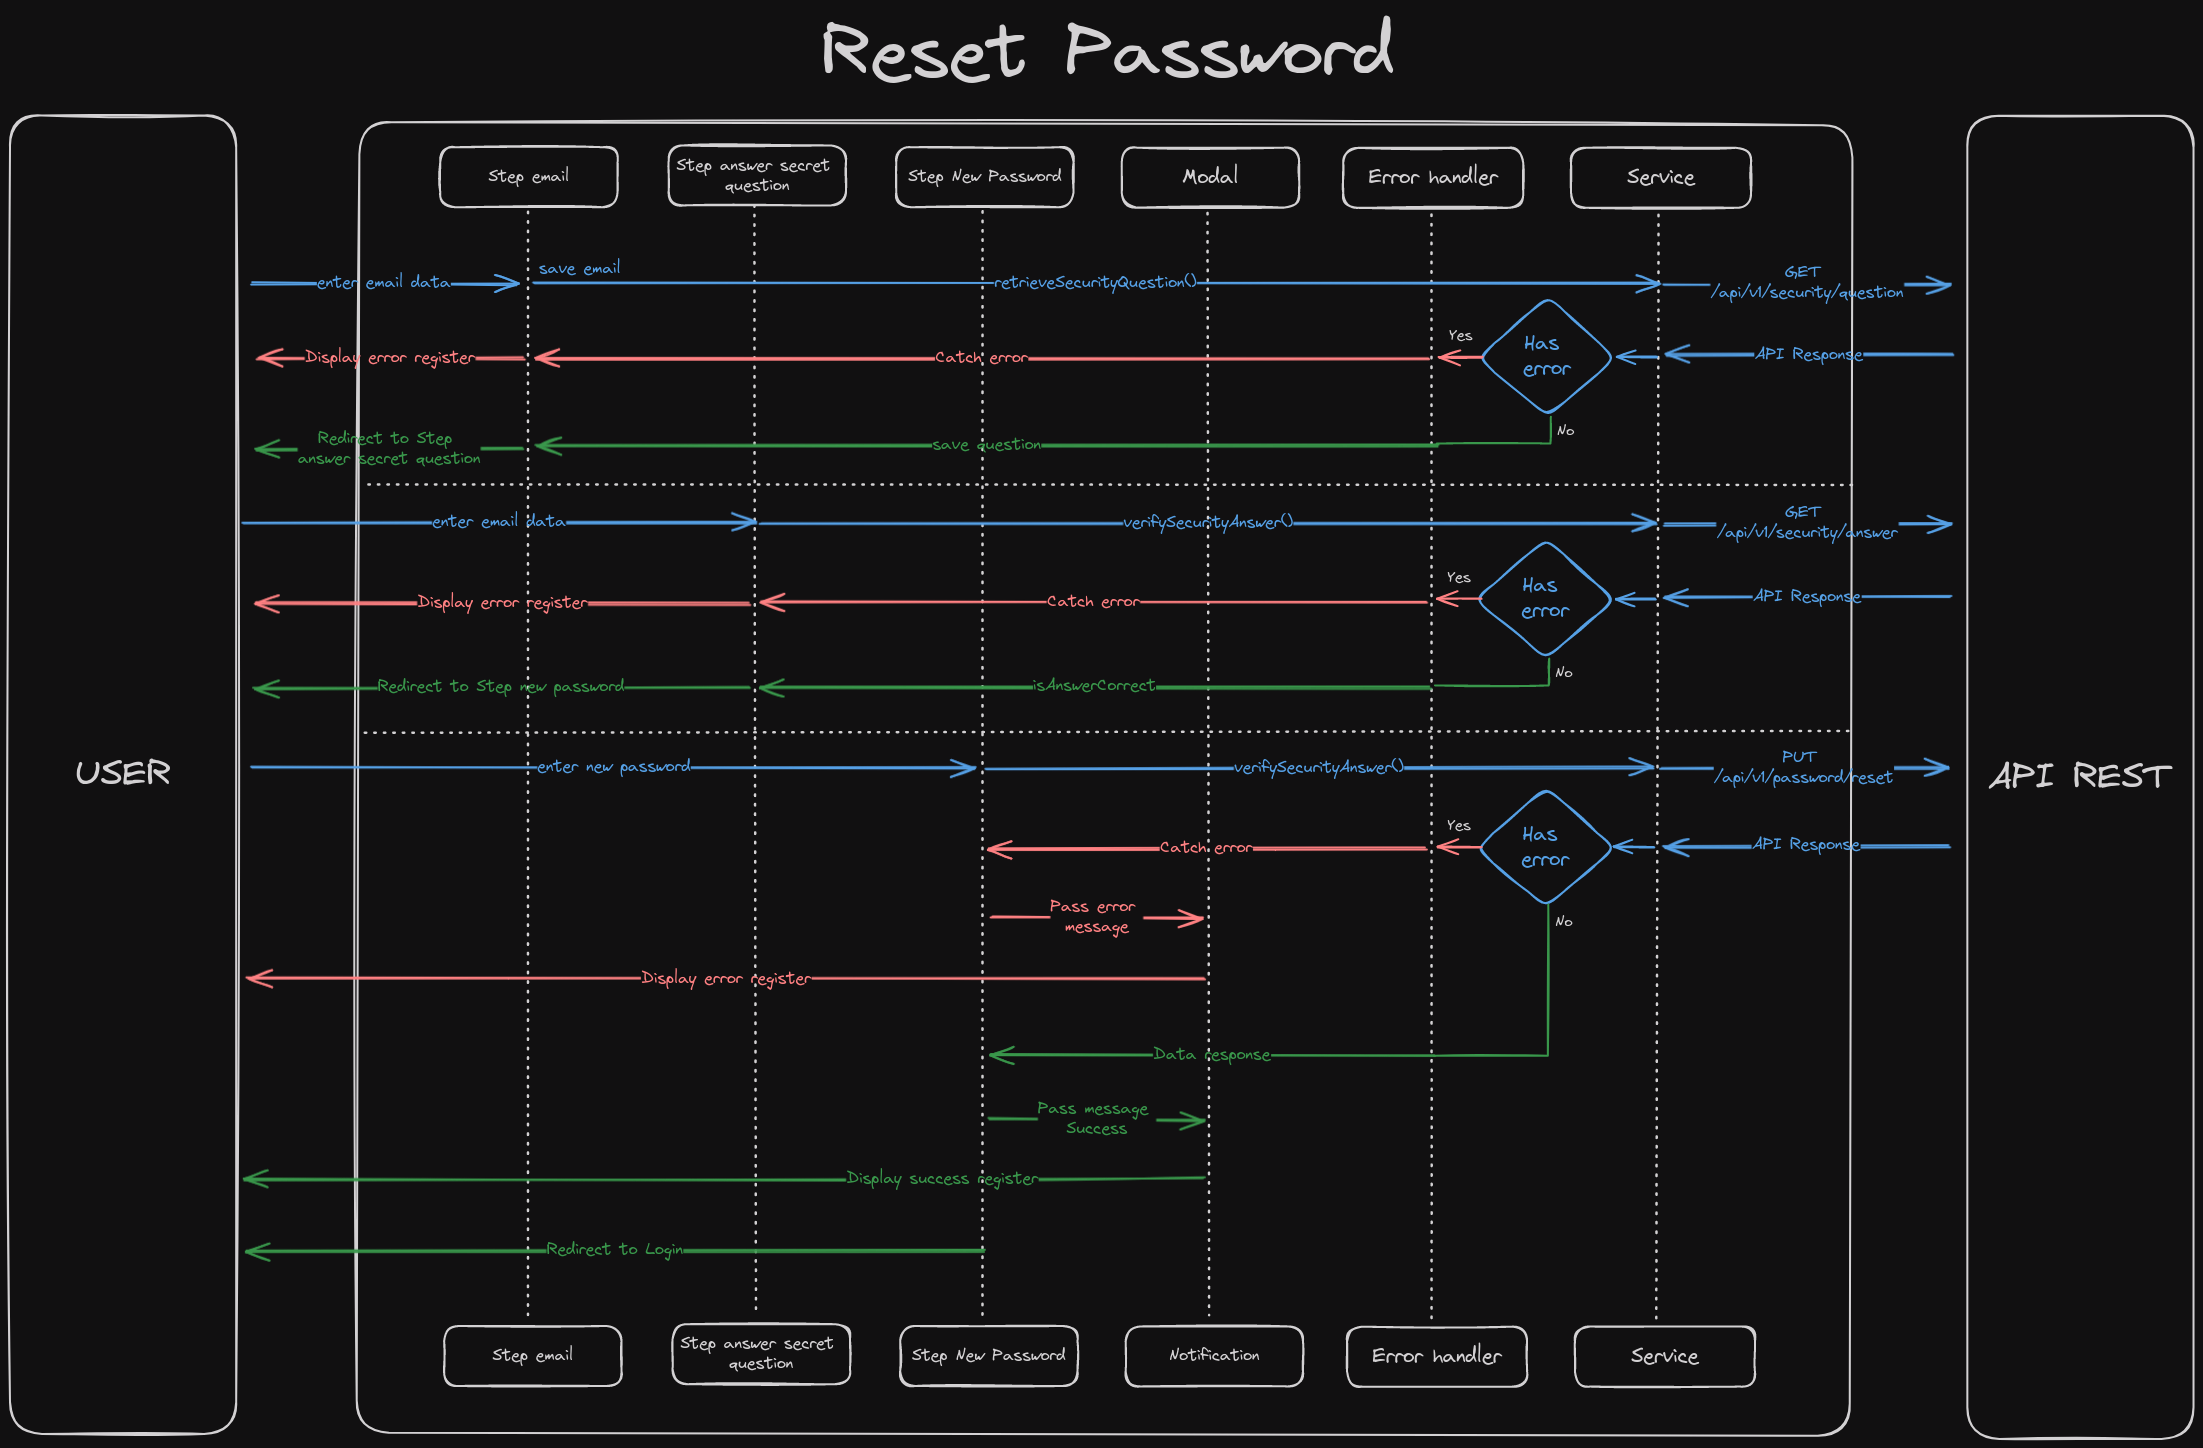 Reset Password
Step email
Step answer secret
question
Step New Password
Modal
Error handler
Service
enter email data
save email
retrieveSecurityQuestion()
GET
/api/v1/security/question
Display error register
Catch error
Yes
Has
error
API Response
No
Redirect to Step
answer secret question
save question
enter email data
verifySecurityAnswer()
GET
/api/v1/security/answer
Display error register
Catch error
Yes
Has
error
API Response
No
Redirect to Step new password
isAnswerCorrect
USER
enter new password
verifySecurityAnswer()
PUT
/api/v1/password/reset
API REST
Catch error
Yes
Has
error
API Response
No
Pass error
message
Display error register
Data response
Pass message
Success
Display success register
Redirect to Login
Step email
Step answer secret
question
Step New Password
Notification
Error handler
Service